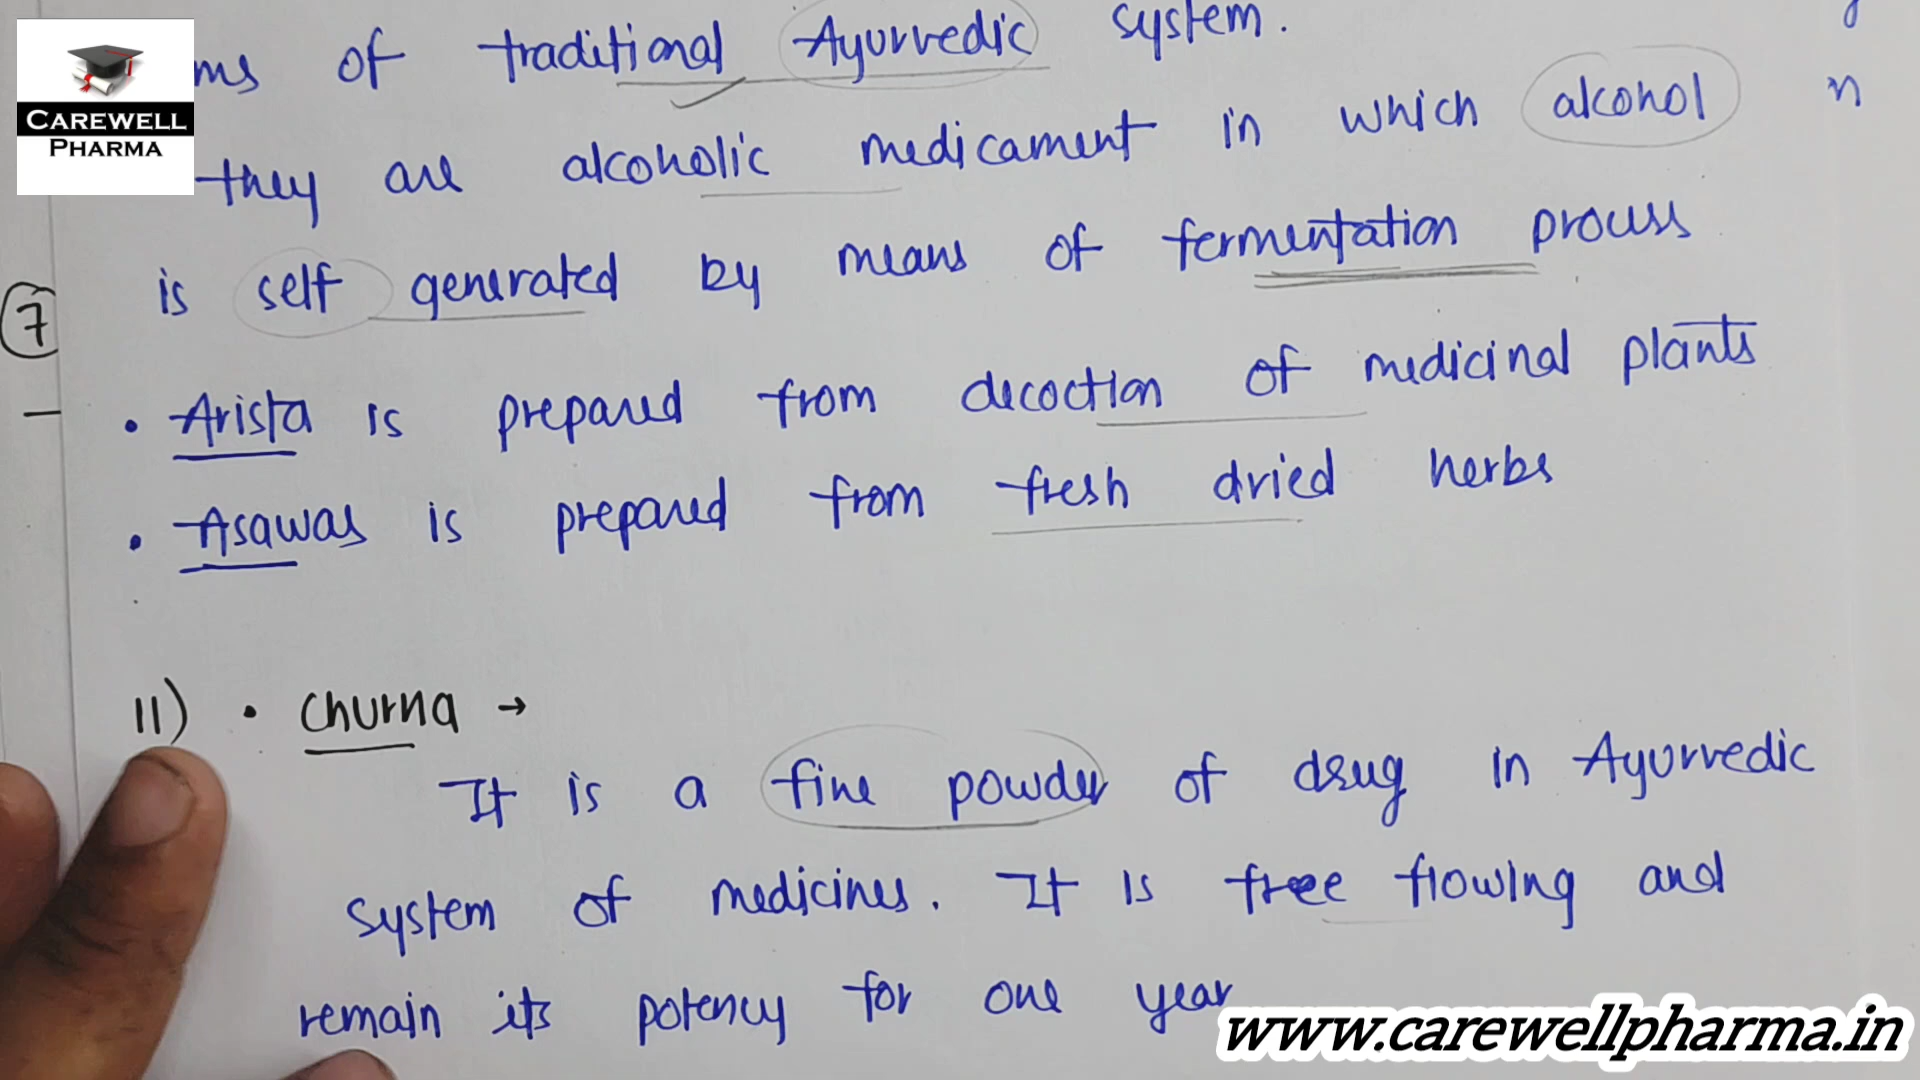 CAREWELL
PHARMA
ms of traditional Ayurvedic system.
they are alcoholic medicament in which alcohol n
is self generated by means of fermentation process
7
• Arista is prepared from decoction of medicinal plants
• Asawas is prepared from fresh dried herbs
11) • Churna →
It is a fine powder of drug in Ayurvedic
system of medicines. It is free flowing and
remain its potency for one year
www.carewellpharma.in